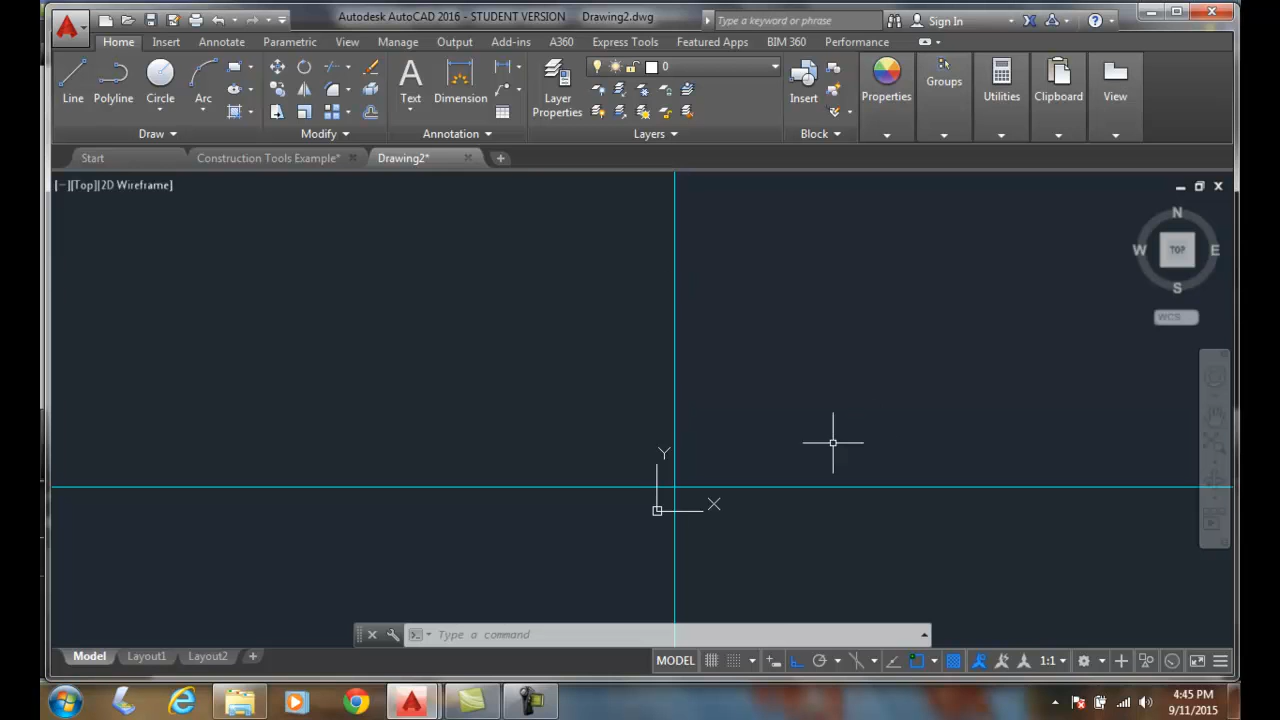 Autodesk AutoCAD 2016 - STUDENT VERSION Drawing2.dwg
Type a keyword or phrase
Sign In
Home Insert Annotate Parametric View Manage Output Add-ins A360 Express Tools Featured Apps BIM 360 Performance
Line Polyline Circle Arc
A
Text Dimension
Layer
Properties
0
Insert
Properties Groups Utilities Clipboard View
Draw Modify Annotation Layers Block
Start Construction Tools Example* Drawing2*
[−][Top][2D Wireframe]
N
W TOP E
S
WCS
Y
X
Type a command
Model Layout1 Layout2
MODEL 1:1
4:45 PM
9/11/2015